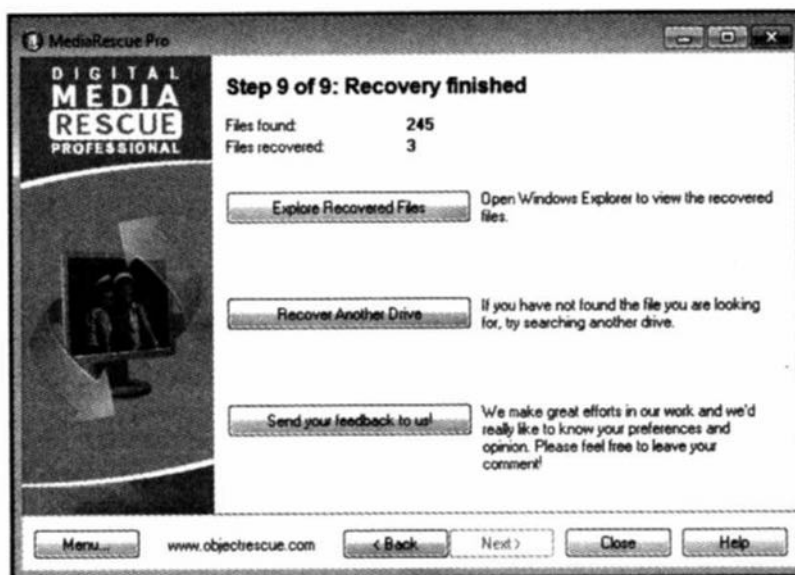 MediaRescue Pro
DIGITAL
MEDIA
RESCUE
PROFESSIONAL
Step 9 of 9: Recovery finished
Files found: 245
Files recovered: 3
Explore Recovered Files
Open Windows Explorer to view the recovered
files.
Recover Another Drive
If you have not found the file you are looking
for, try searching another drive.
Send your feedback to us!
We make great efforts in our work and we'd
really like to know your preferences and
opinion. Please feel free to leave your
comment!
Menu... www.objectrescue.com < Back Next > Close Help